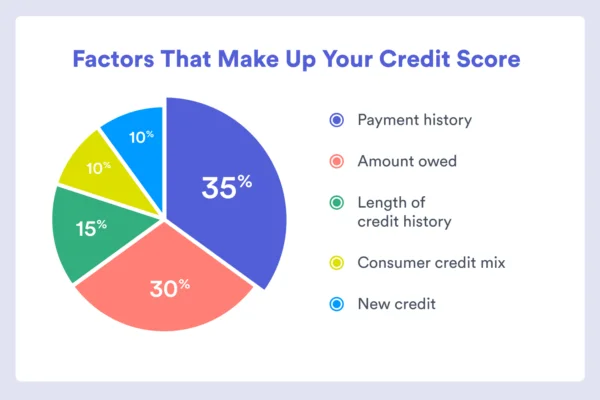 Factors That Make Up Your Credit Score
10%
10%
35%
15%
30%
Payment history
Amount owed
Length of
credit history
Consumer credit mix
New credit